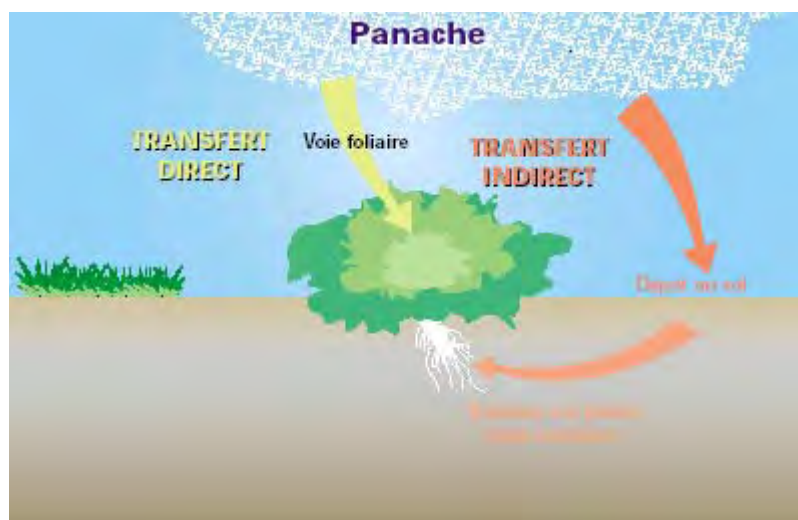 Panache
TRANSFERT
DIRECT
Voie foliaire
TRANSFERT
INDIRECT
Dépôt au sol